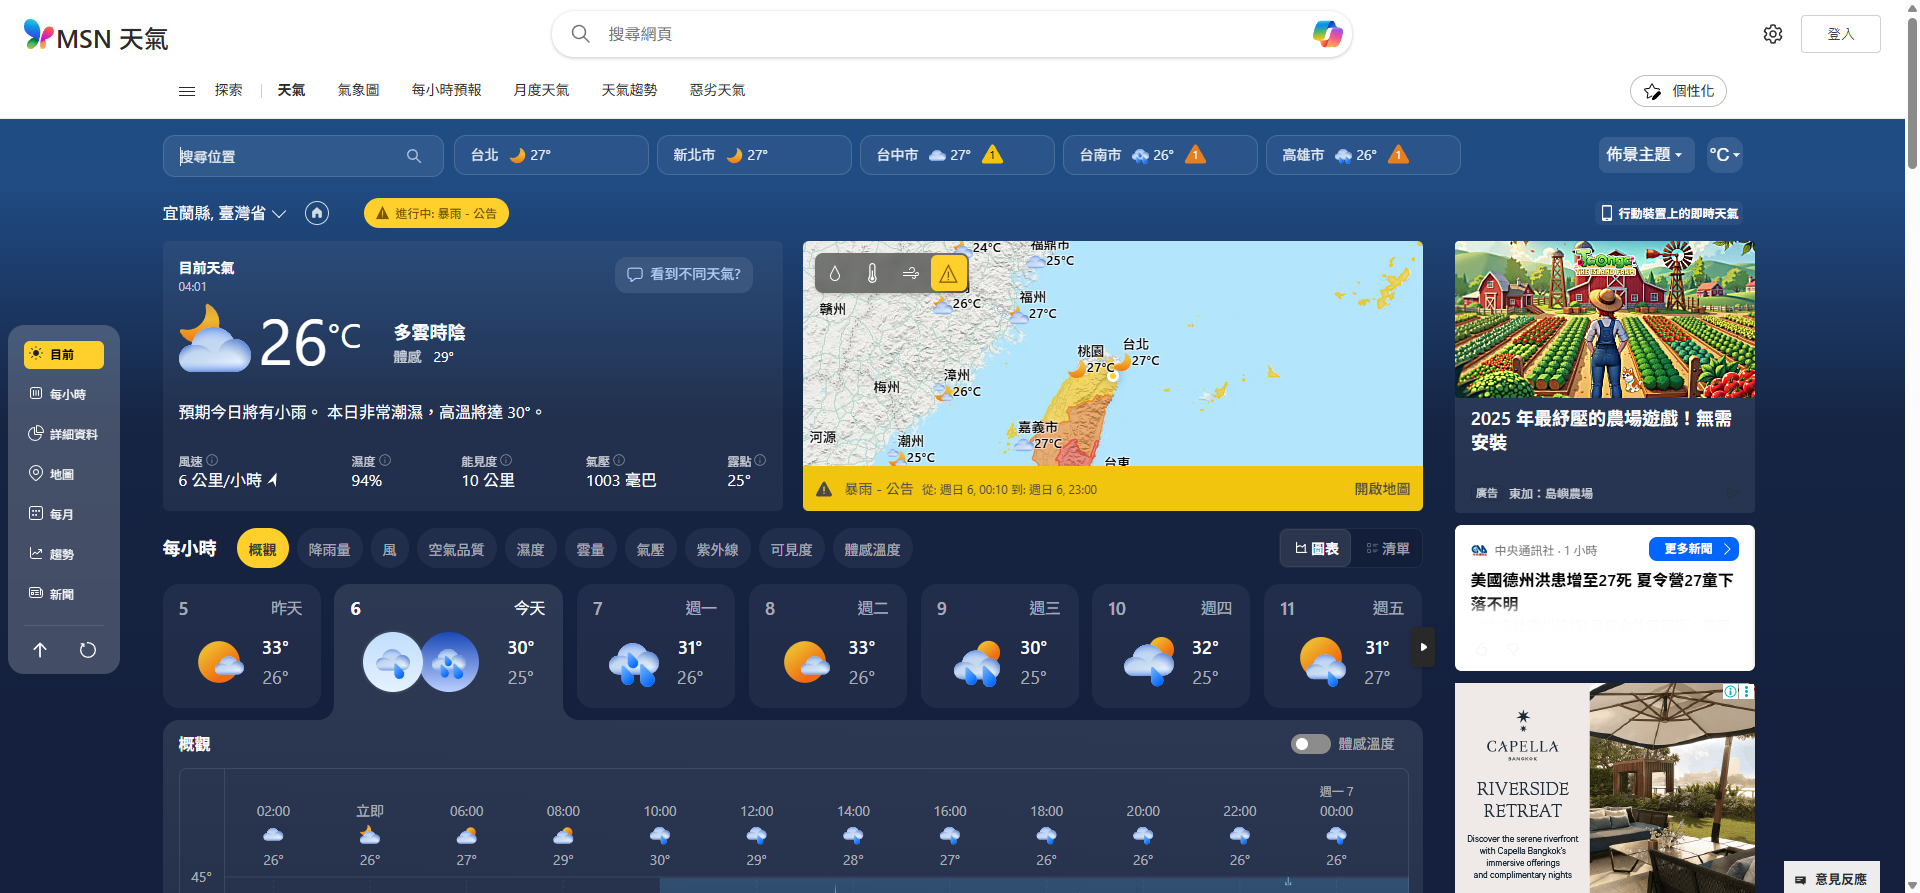 MSN 天氣
搜尋網頁
登入
探索
天氣
氣象圖
每小時預報
月度天氣
天氣趨勢
惡劣天氣
個性化
搜尋位置
台北 27°
新北市 27°
台中市 27° 1
台南市 26° 1
高雄市 26° 1
佈景主題
°C
宜蘭縣, 臺灣省
進行中: 暴雨 - 公告
行動裝置上的即時天氣
目前天氣
04:01
看到不同天氣?
26°C
多雲時陰
體感 29°
預期今日將有小雨。 本日非常潮濕，高溫將達 30°。
風速
6 公里/小時
濕度
94%
能見度
10 公里
氣壓
1003 毫巴
露點
25°
目前
每小時
詳細資料
地圖
每月
趨勢
新聞
24°C
福鼎市
25°C
贛州
26°C
福州
27°C
桃園
27°C
台北
27°C
梅州
漳州
26°C
河源
潮州
25°C
嘉義市
27°C
台東
暴雨 - 公告 從: 週日 6, 00:10 到: 週日 6, 23:00
開啟地圖
Taonga
THE ISLAND FARM
2025 年最紓壓的農場遊戲！無需
安裝
廣告 東加：島嶼農場
每小時
概觀
降雨量
風
空氣品質
濕度
雲量
氣壓
紫外線
可見度
體感溫度
圖表
清單
5 昨天
33°
26°
6 今天
30°
25°
7 週一
31°
26°
8 週二
33°
26°
9 週三
30°
25°
10 週四
32°
25°
11 週五
31°
27°
CNA 中央通訊社 · 1 小時
更多新聞
美國德州洪患增至27死 夏令營27童下
落不明
概觀
體感溫度
週一 7
02:00 立即 06:00 08:00 10:00 12:00 14:00 16:00 18:00 20:00 22:00 00:00
26° 26° 27° 29° 30° 29° 28° 27° 26° 26° 26° 26°
45°
CAPELLA
BANGKOK
RIVERSIDE
RETREAT
Discover the serene riverfront
with Capella Bangkok's
immersive offerings
and complimentary nights
意見反應